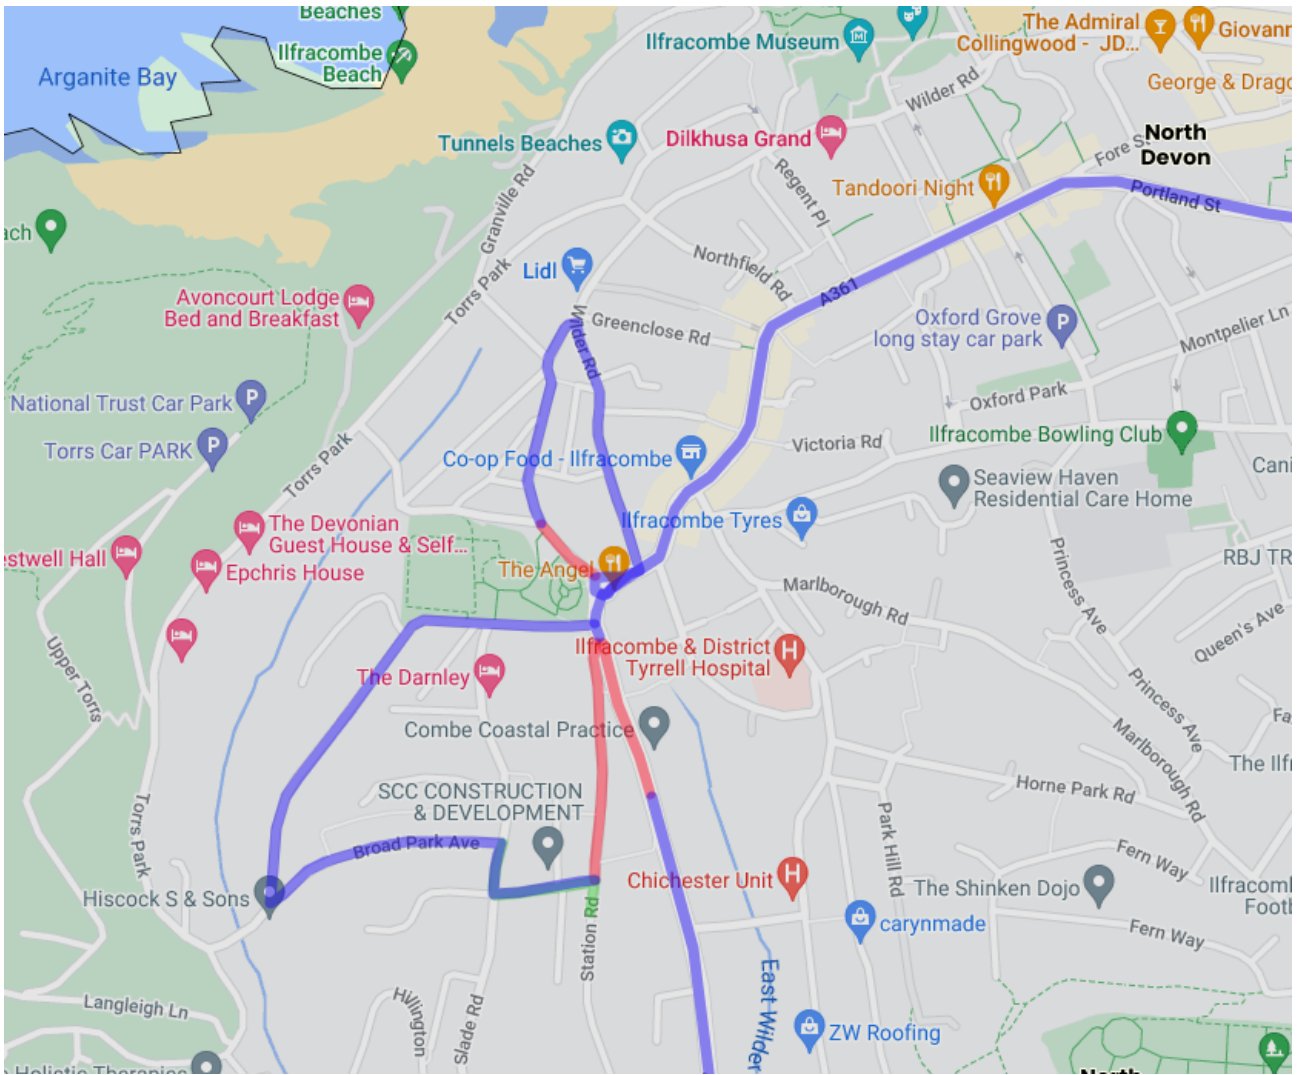 Beaches
Ilfracombe
Beach
Arganite Bay
Ilfracombe Museum
The Admiral
Collingwood - JD...
Giovann
George & Drago
Wilder Rd
Tunnels Beaches
Dilkhusa Grand
North
Devon
Fore St
Granville Rd
Regent Pl
Tandoori Night
Portland St
ach
Lidl
Northfield Rd
Torrs Park
A361
Avoncourt Lodge
Bed and Breakfast
Wilder Rd
Greenclose Rd
Oxford Grove
long stay car park
Montpelier Ln
National Trust Car Park
Oxford Park
Torrs Car PARK
Torrs Park
Co-op Food - Ilfracombe
Victoria Rd
Ilfracombe Bowling Club
Seaview Haven
Residential Care Home
Cani
The Devonian
Guest House & Self...
Ilfracombe Tyres
estwell Hall
Epchris House
The Angel
Princess Ave
RBJ TR
Marlborough Rd
Queen's Ave
Upper Torrs
Ilfracombe & District
Tyrrell Hospital
The Darnley
Princess Ave
Combe Coastal Practice
Marlborough Rd
Fa
The Ilf
SCC CONSTRUCTION
& DEVELOPMENT
Horne Park Rd
Torrs Park
Broad Park Ave
Park Hill Rd
Fern Way
Hiscock S & Sons
Chichester Unit
The Shinken Dojo
Ilfracoml
Footl
Station Rd
carynmade
Fern Way
Langleigh Ln
Hillington
Slade Rd
East Wilder
ZW Roofing
Holistic Therapies
North